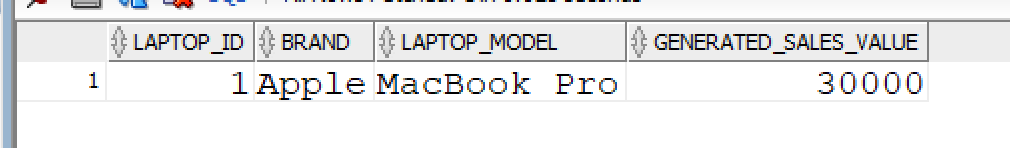 LAPTOP_ID BRAND LAPTOP_MODEL GENERATED_SALES_VALUE
1 1 Apple MacBook Pro 30000